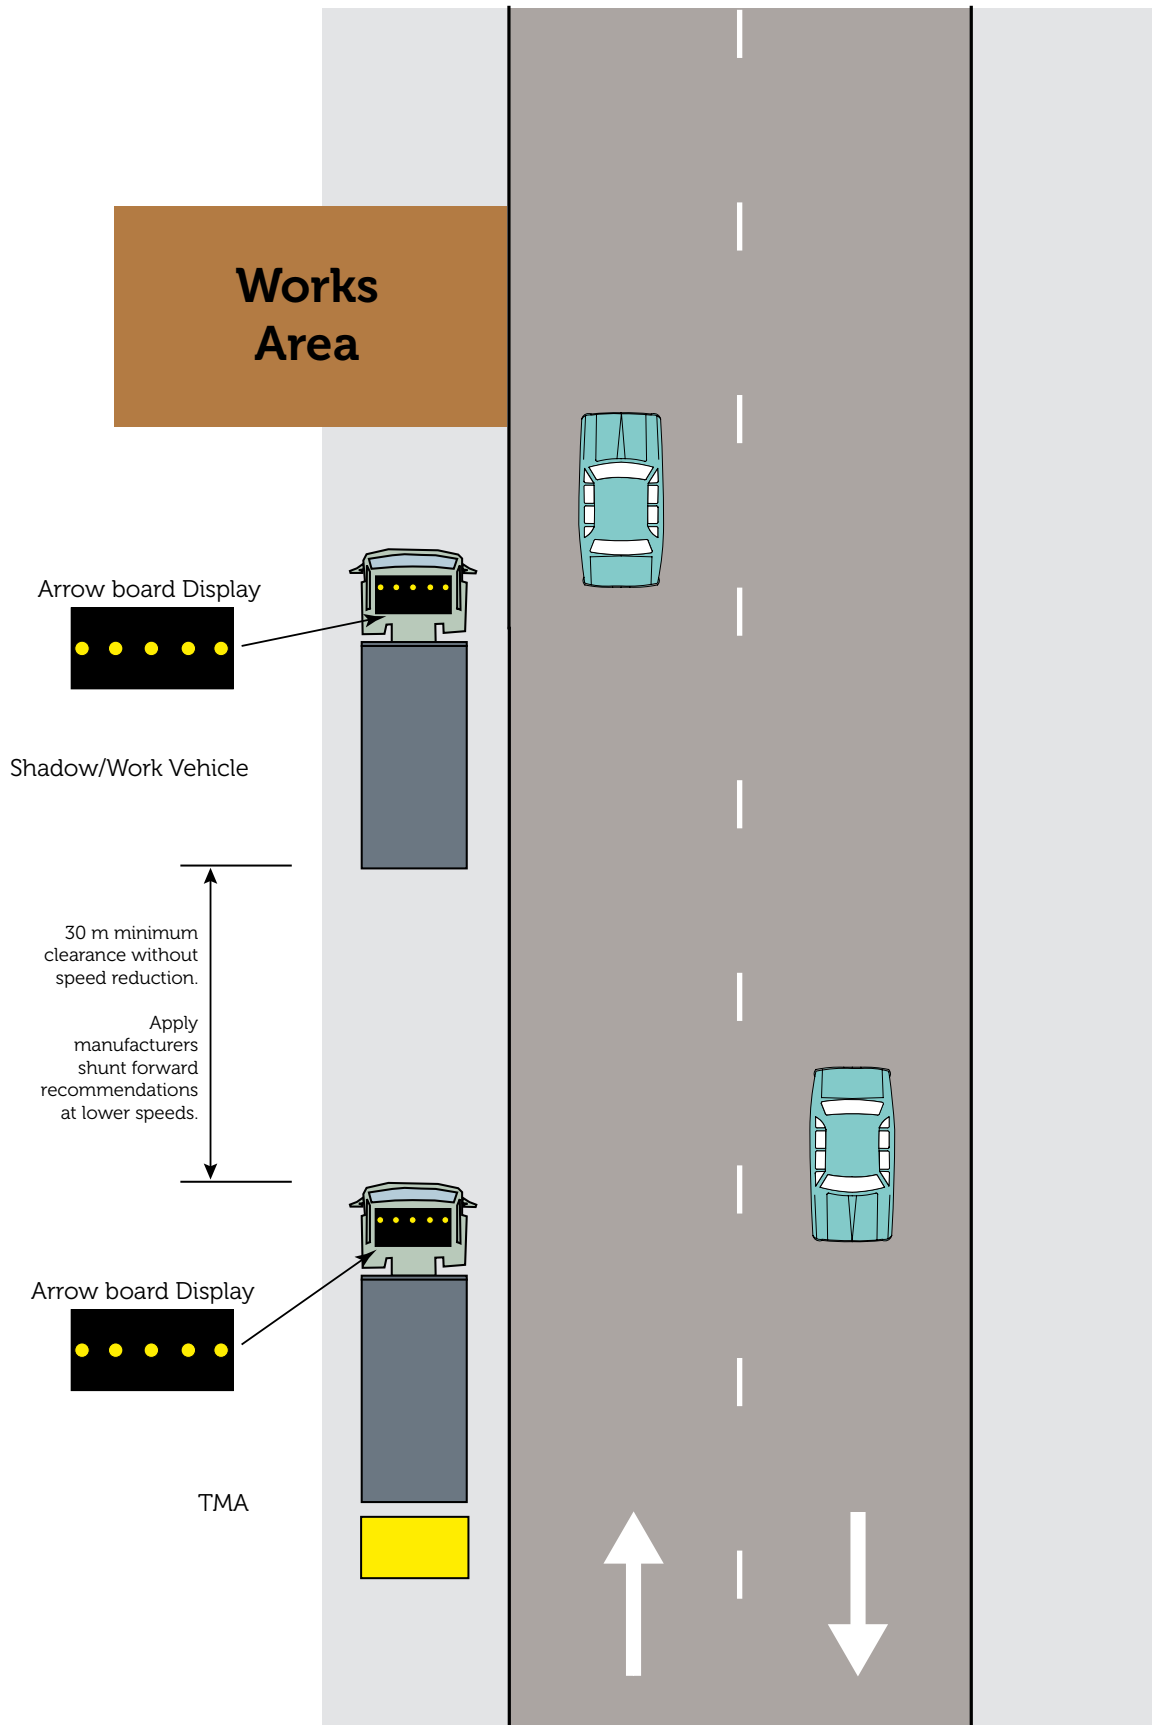 Works
Area
Arrow board Display
Shadow/Work Vehicle
30 m minimum
clearance without
speed reduction.
Apply
manufacturers
shunt forward
recommendations
at lower speeds.
Arrow board Display
TMA